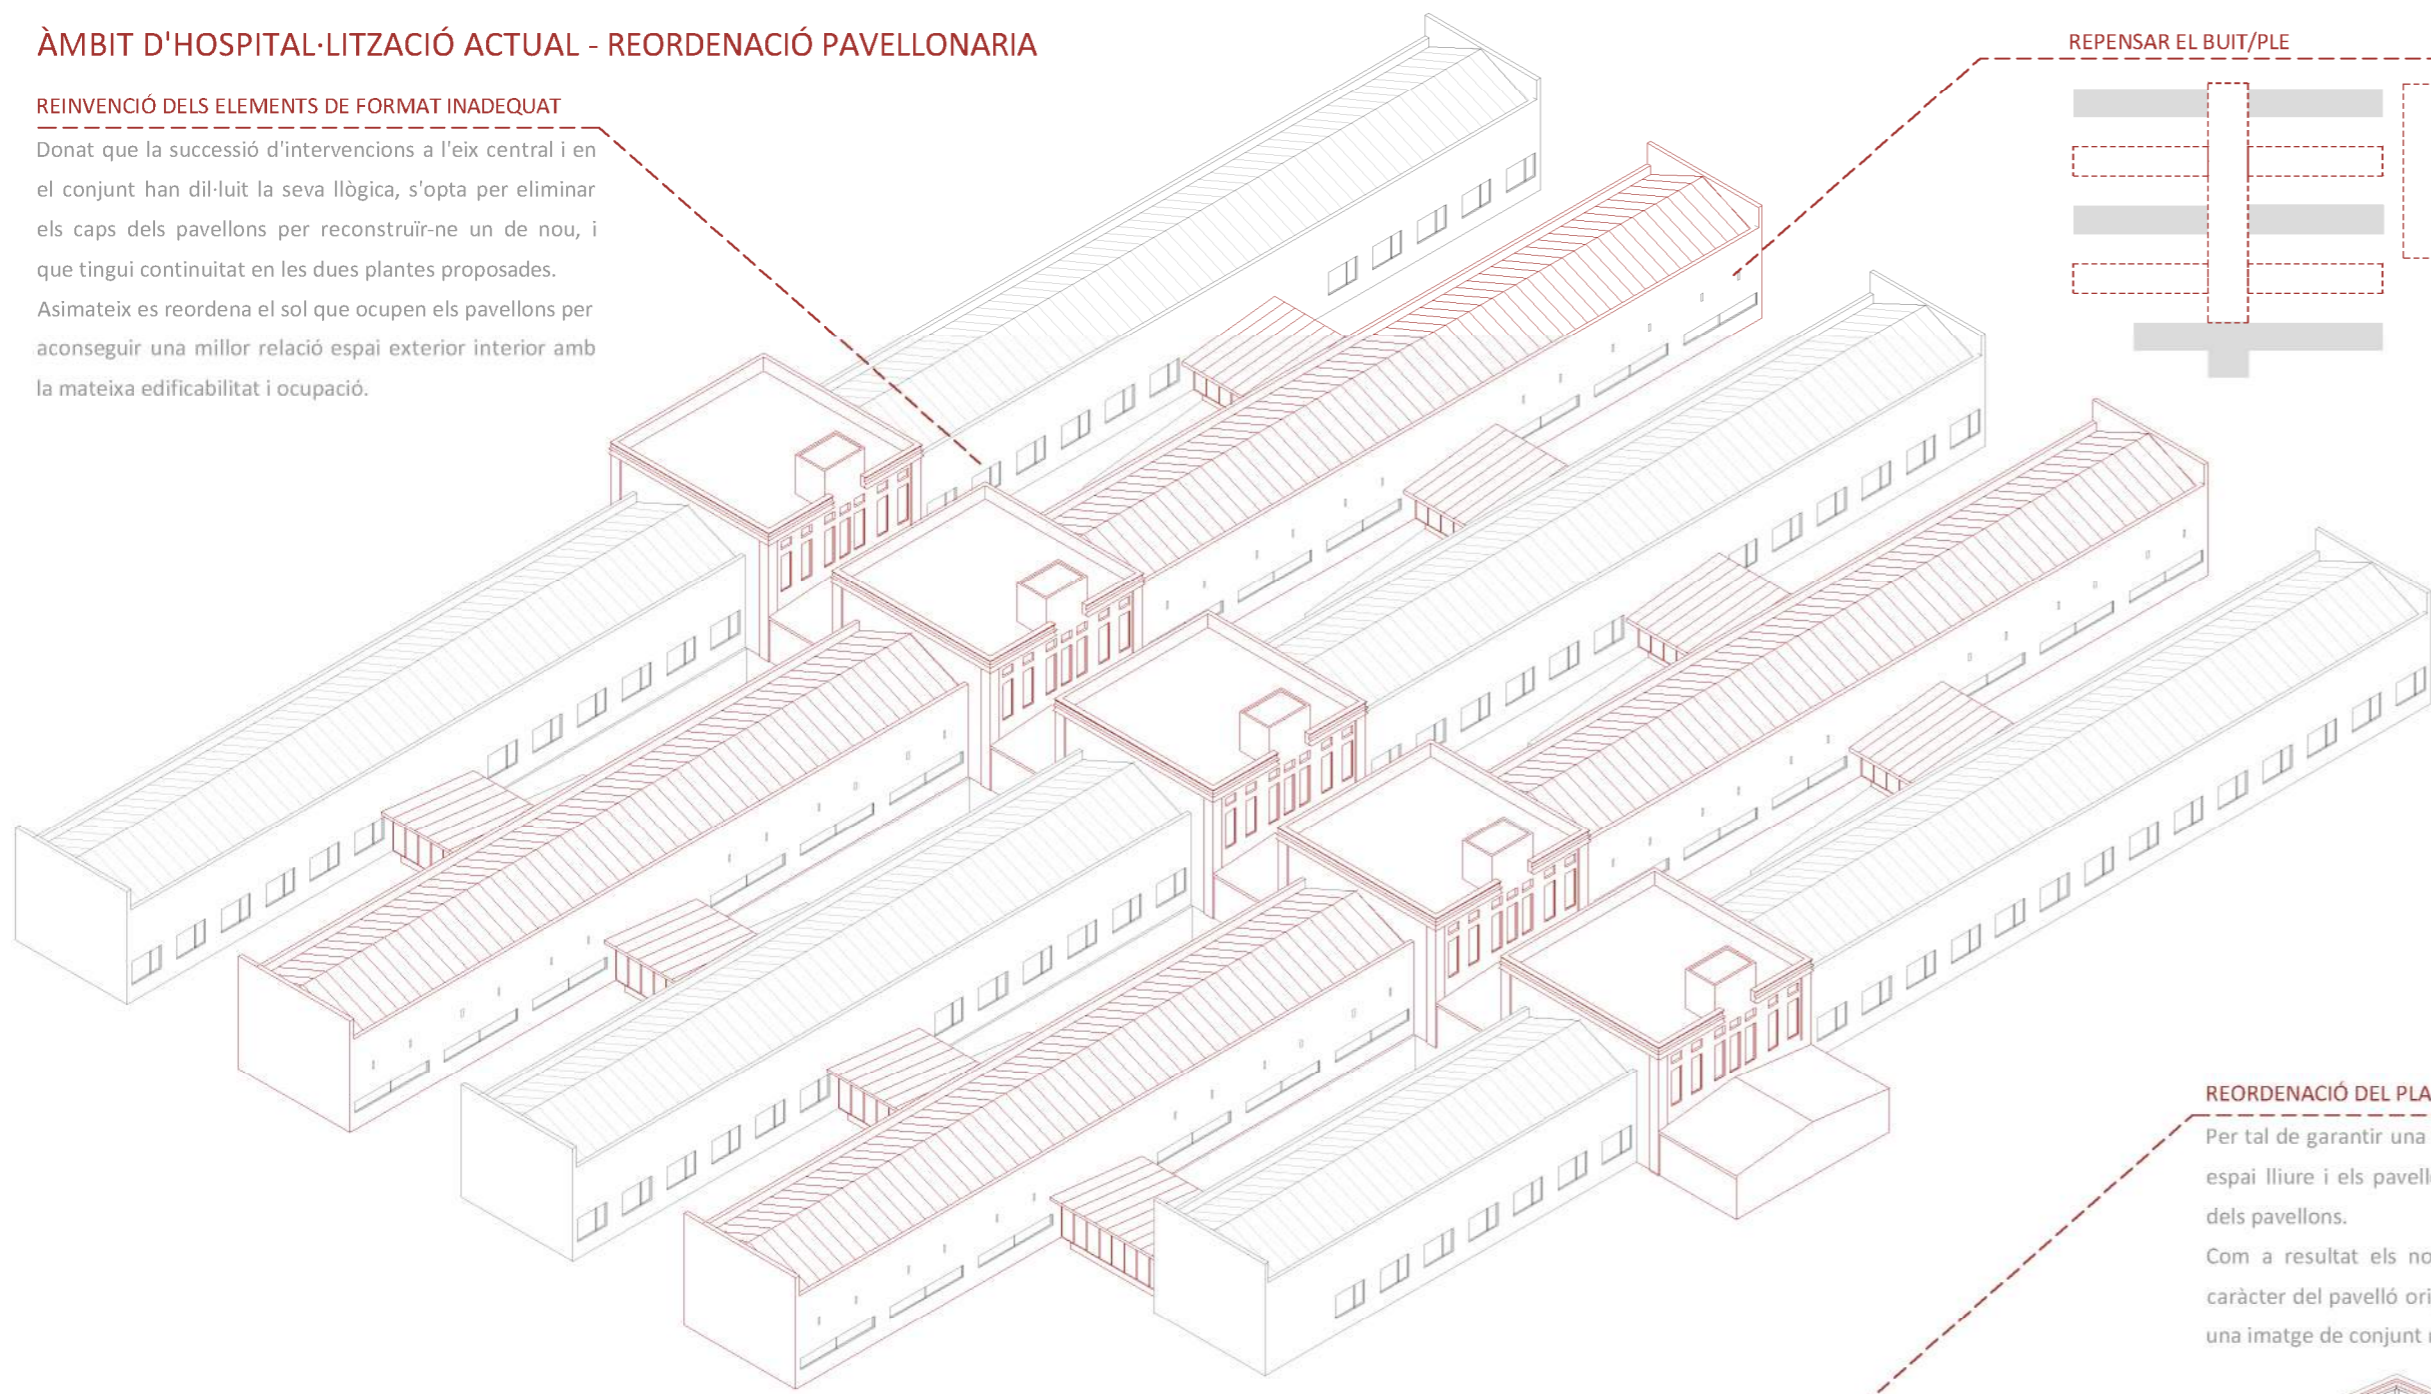 ÀMBIT D'HOSPITAL·LITZACIÓ ACTUAL - REORDENACIÓ PAVELLONARIA
REINVENCIÓ DELS ELEMENTS DE FORMAT INADEQUAT
Donat que la successió d'intervencions a l'eix central i en
el conjunt han dil·luit la seva llògica, s'opta per eliminar
els caps dels pavellons per reconstruïr-ne un de nou, i
que tingui continuitat en les dues plantes proposades.
Asimateix es reordena el sol que ocupen els pavellons per
aconseguir una millor relació espai exterior interior amb
la mateixa edificabilitat i ocupació.
REPENSAR EL BUIT/PLE
REORDENACIÓ DEL PLA
Per tal de garantir una
espai lliure i els pavell
dels pavellons.
Com a resultat els no
caràcter del pavelló ori
una imatge de conjunt